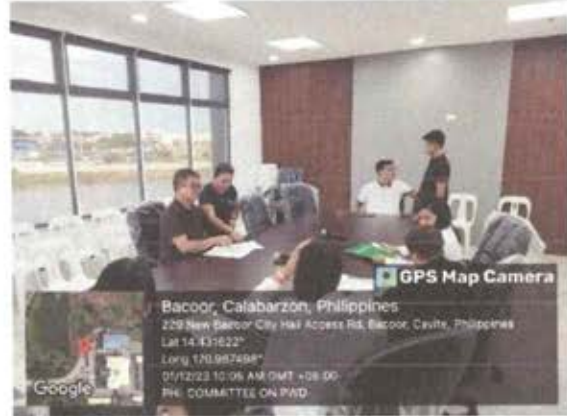 GPS Map Camera
Bacoor, Calabarzon, Philippines
229 New Bacoor City Hall Access Rd, Bacoor, Cavite, Philippines
Lat 14.431622°
Long 120.967498°
01/12/23 10:05 AM GMT +08:00
PHI: COMMITTEE ON PWD
Google